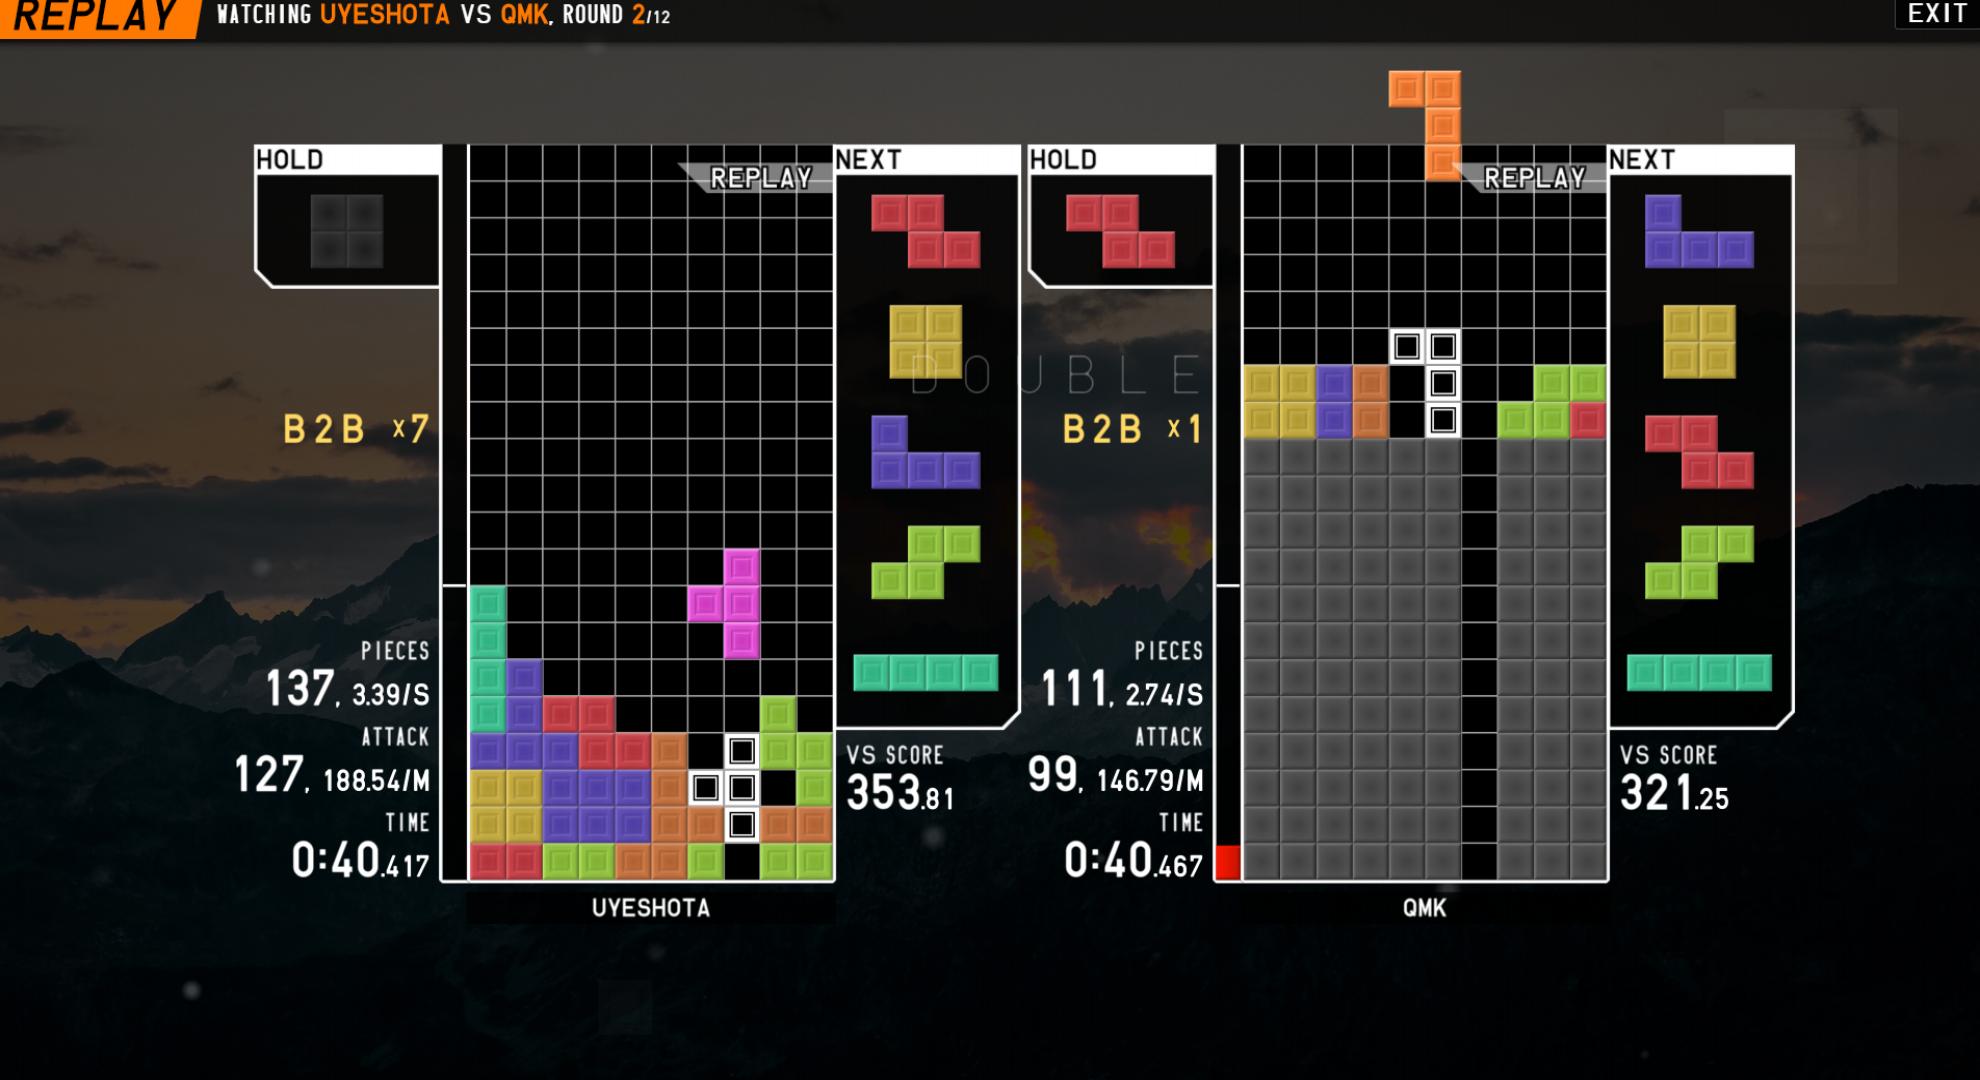 REPLAY WATCHING UYESHOTA VS QMK, ROUND 2/12 EXIT
HOLD
REPLAY
NEXT
B2B x7
PIECES
137, 3.39/S
ATTACK
127, 188.54/M
TIME
0:40.417
VS SCORE
353.81
UYESHOTA
DOUBLE
HOLD
REPLAY
NEXT
B2B x1
PIECES
111, 2.74/S
ATTACK
99, 146.79/M
TIME
0:40.467
VS SCORE
321.25
QMK